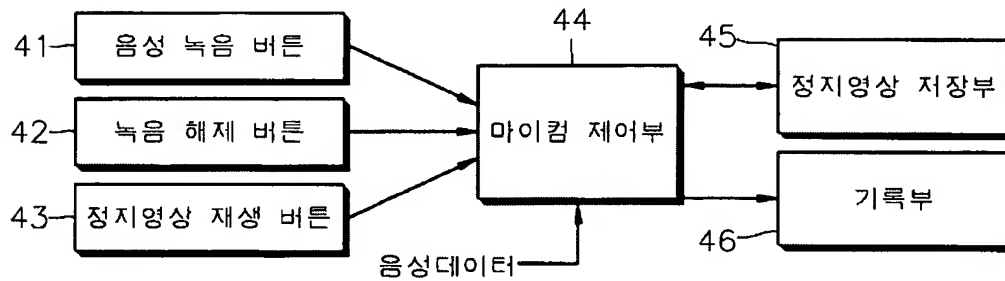 41
음성 녹음 버튼
42
녹음 해제 버튼
43
정지영상 재생 버튼
44
마이컴 제어부
음성데이터
45
정지영상 저장부
기록부
46